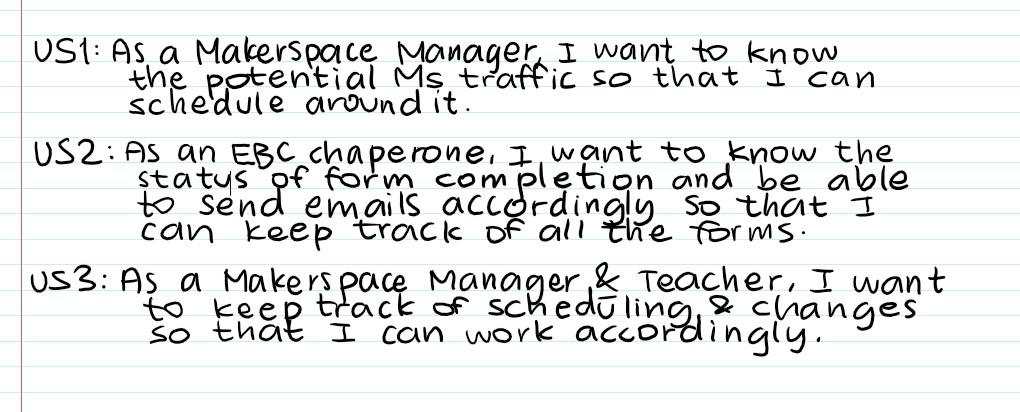 US1: As a Makerspace Manager, I want to know
the potential Ms traffic so that I can
schedule around it.
US2: As an EBC chaperone, I want to know the
status of form completion and be able
to send emails accordingly so that I
can keep track of all the forms.
US3: As a Makerspace Manager & Teacher, I want
to keep track of scheduling & changes
so that I can work accordingly.